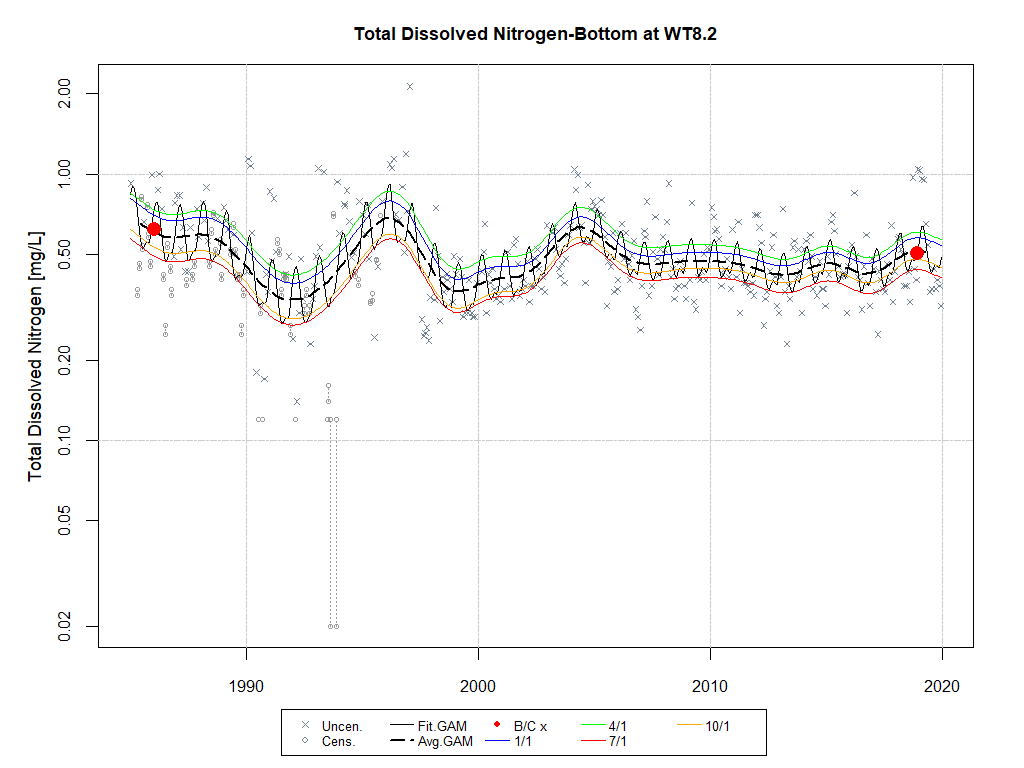 Total Dissolved Nitrogen-Bottom at WT8.2
Total Dissolved Nitrogen [mg/L]
2.00
1.00
0.50
0.20
0.10
0.05
0.02
1990 2000 2010 2020
Uncen. Fit.GAM B/C x 4/1 10/1
Cens. Avg.GAM 1/1 7/1